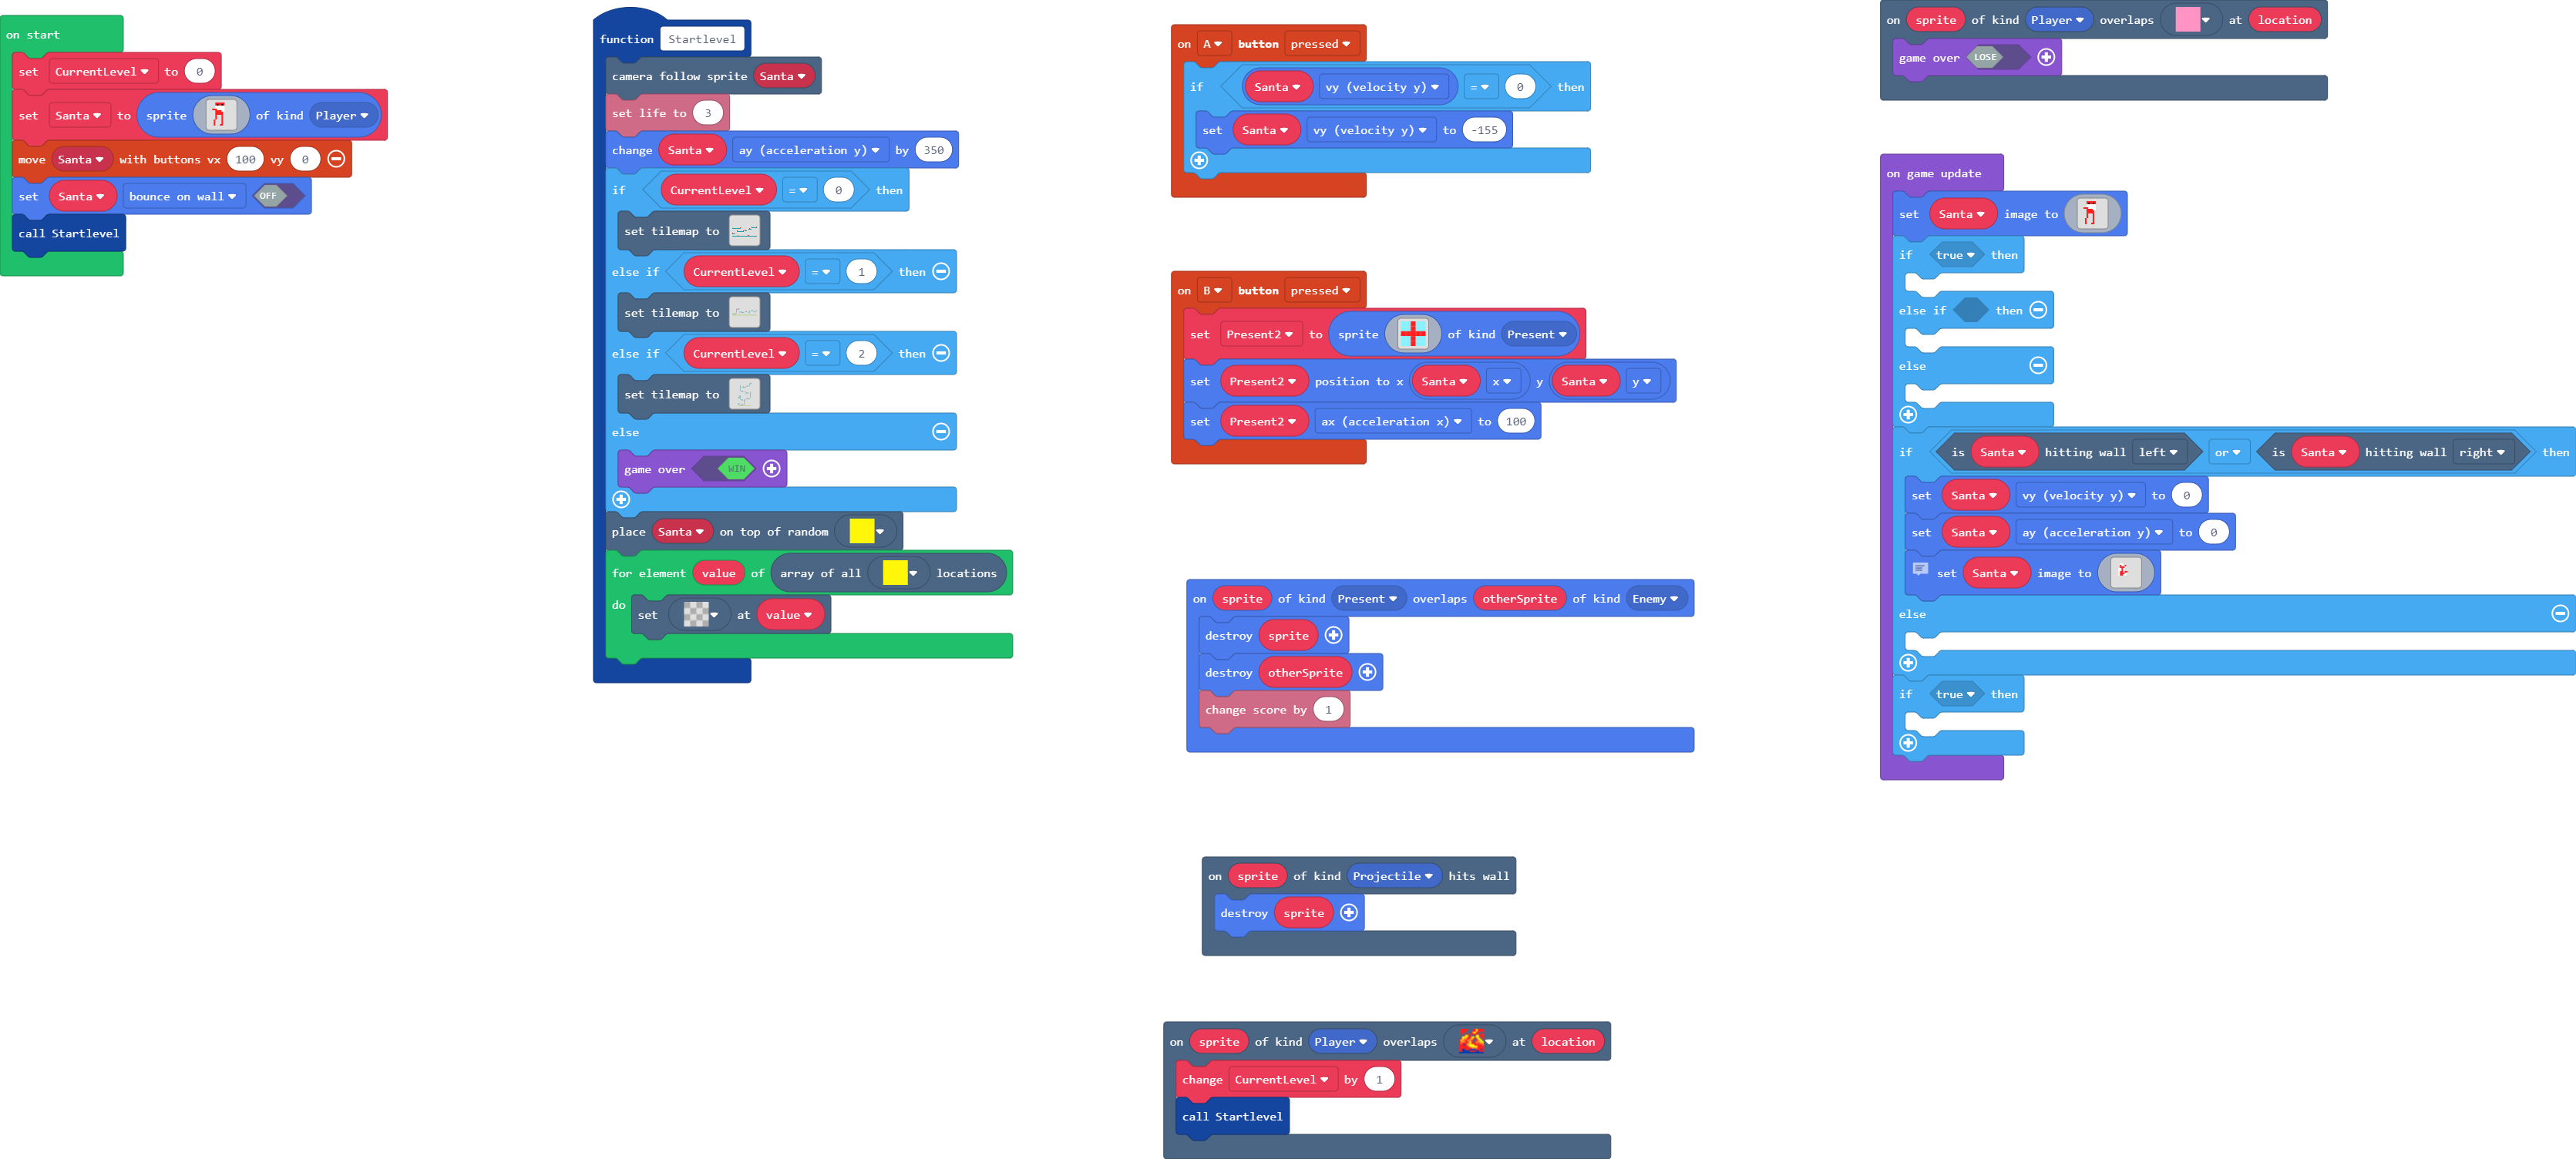 on start
set CurrentLevel to 0
set Santa to sprite of kind Player
move Santa with buttons vx 100 vy 0
set Santa bounce on wall OFF
call Startlevel
function Startlevel
camera follow sprite Santa
set life to 3
change Santa ay (acceleration y) by 350
if CurrentLevel = 0 then
set tilemap to
else if CurrentLevel = 1 then
set tilemap to
else if CurrentLevel = 2 then
set tilemap to
else
game over WIN
place Santa on top of random
for element value of array of all locations
do set at value
on A button pressed
if Santa vy (velocity y) = 0 then
set Santa vy (velocity y) to -155
on B button pressed
set Present2 to sprite of kind Present
set Present2 position to x Santa x y Santa y
set Present2 ax (acceleration x) to 100
on sprite of kind Present overlaps otherSprite of kind Enemy
destroy sprite
destroy otherSprite
change score by 1
on sprite of kind Projectile hits wall
destroy sprite
on sprite of kind Player overlaps at location
change CurrentLevel by 1
call Startlevel
on sprite of kind Player overlaps at location
game over LOSE
on game update
set Santa image to
if true then
else if then
else
if is Santa hitting wall left or is Santa hitting wall right then
set Santa vy (velocity y) to 0
set Santa ay (acceleration y) to 0
set Santa image to
else
if true then